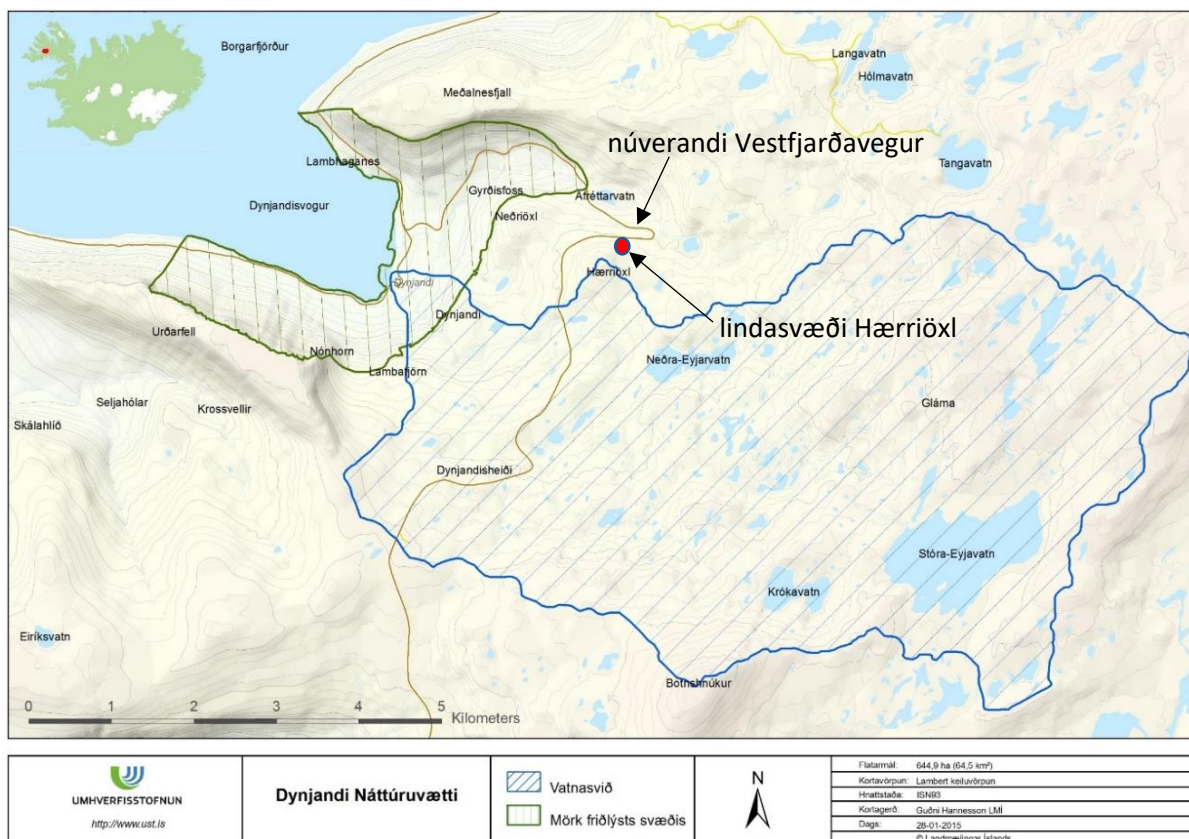 Borgarfjörður
Langavatn
Hólmavatn
Meðalnesfjall
núverandi Vestfjarðavegur
Lambhaganes
Tangavatn
Gyrðisfoss
Afréttarvatn
Dynjandisvogur
Neðriöxl
Hærriöxl
Dynjandi
Dynjandi
lindasvæði Hærriöxl
Urðarfell
Nónhorn
Neðra-Eyjarvatn
Lambafjörn
Seljahólar
Krossvellir
Gláma
Skálahlíð
Dynjandisheiði
Stóra-Eyjavatn
Krókavatn
Eiríksvatn
Botnshnúkur
0 1 2 3 4 5
Kilometers
UMHVERFISSTOFNUN
http://www.ust.is
Dynjandi Náttúruvætti
Vatnasvið
Mörk friðlýsts svæðis
N
Flatarmál: 644,9 ha (64,5 km²)
Kortavörpun: Lambert keiluvörpun
Hnattstaða: ISN93
Kortagerð: Guðni Hannesson LMÍ
Dags: 28-01-2015
© Landmælingar Íslands